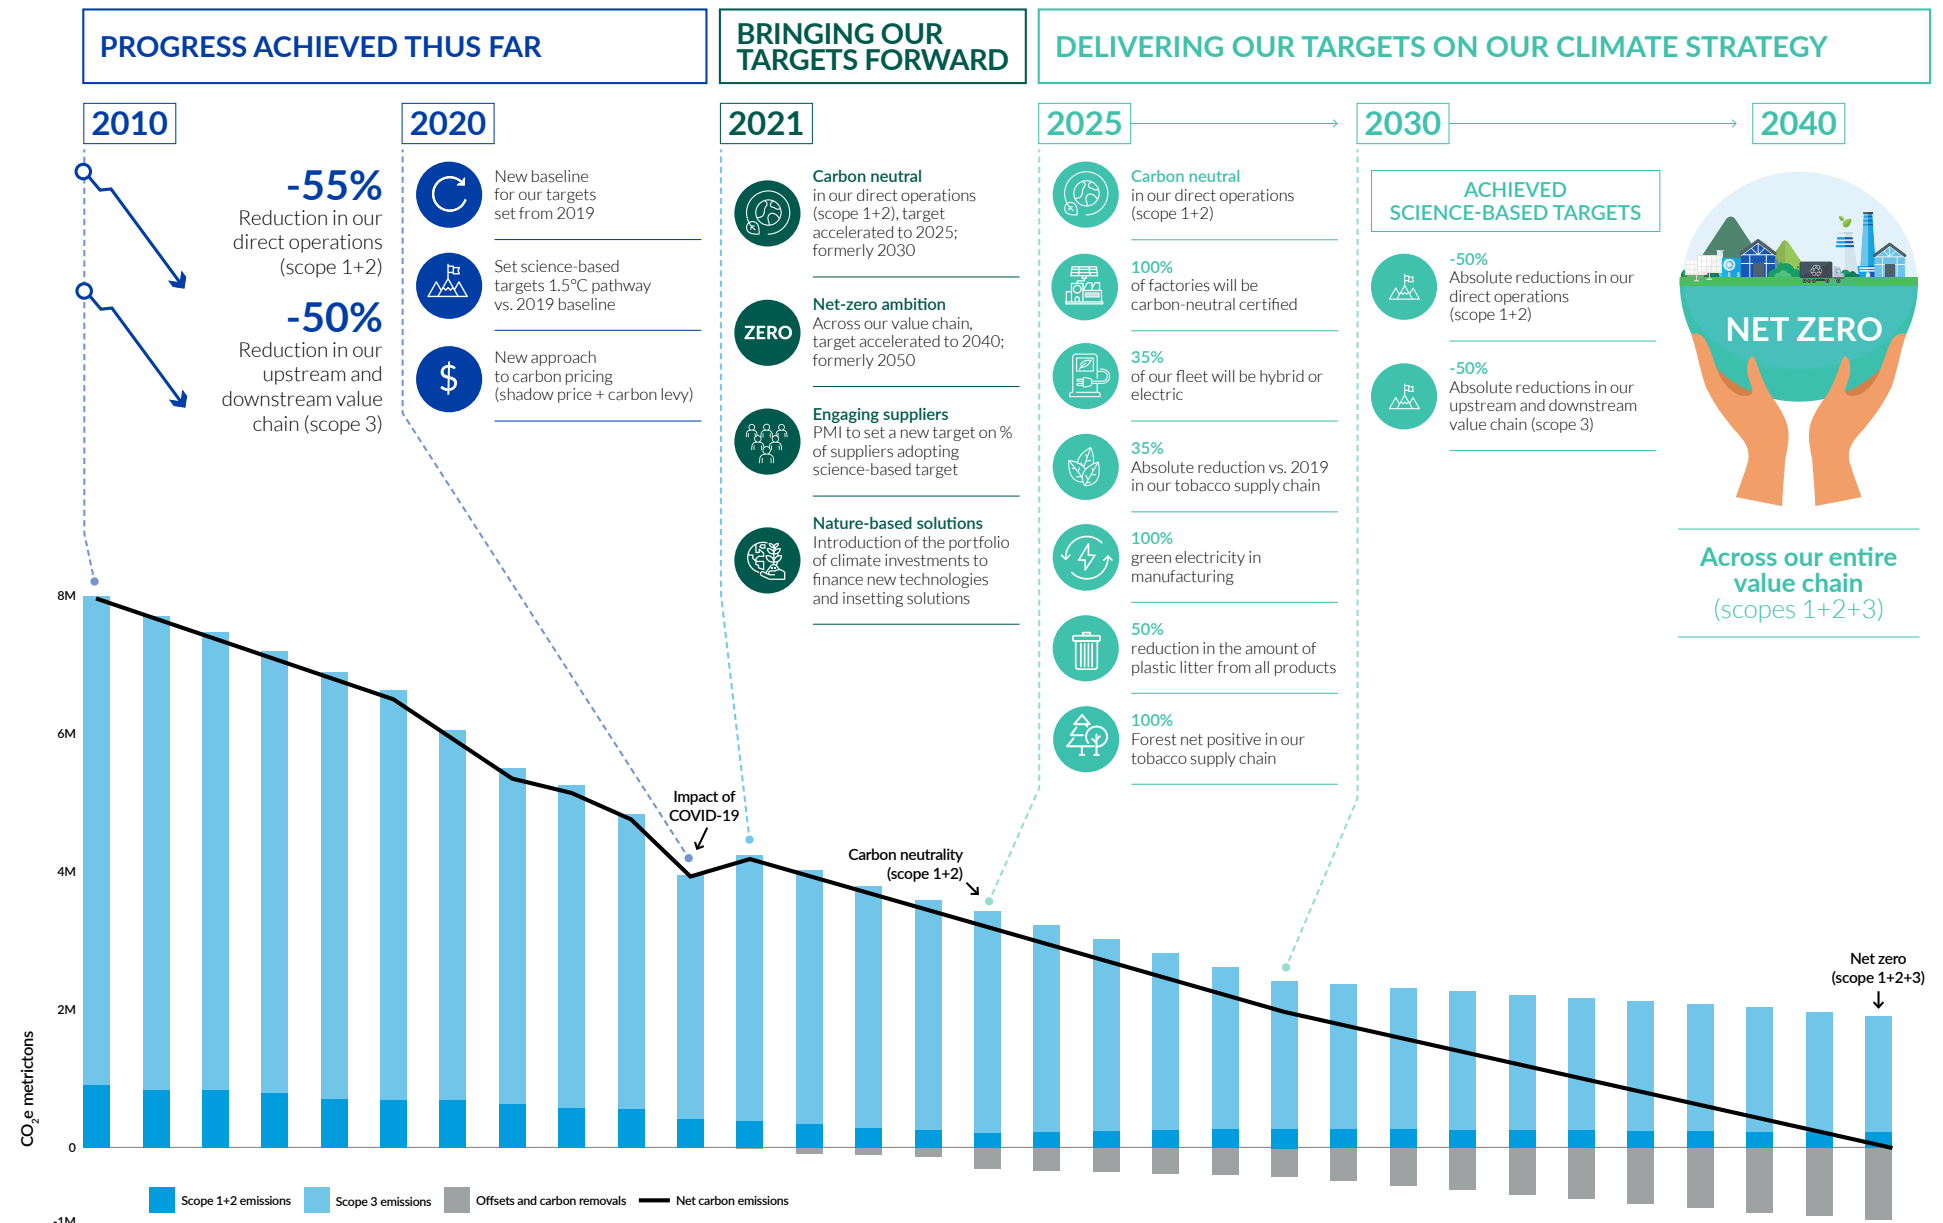 PROGRESS ACHIEVED THUS FAR
BRINGING OUR
TARGETS FORWARD
DELIVERING OUR TARGETS ON OUR CLIMATE STRATEGY
2010
-55%
Reduction in our
direct operations
(scope 1+2)
-50%
Reduction in our
upstream and
downstream value
chain (scope 3)
2020
New baseline
for our targets
set from 2019
Set science-based
targets 1.5°C pathway
vs. 2019 baseline
$
New approach
to carbon pricing
(shadow price + carbon levy)
2021
Carbon neutral
in our direct operations
(scope 1+2), target
accelerated to 2025;
formerly 2030
ZERO
Net-zero ambition
Across our value chain,
target accelerated to 2040;
formerly 2050
Engaging suppliers
PMI to set a new target on %
of suppliers adopting
science-based target
Nature-based solutions
Introduction of the portfolio
of climate investments to
finance new technologies
and insetting solutions
2025
Carbon neutral
in our direct operations
(scope 1+2)
100%
of factories will be
carbon-neutral certified
35%
of our fleet will be hybrid or
electric
35%
Absolute reduction vs. 2019
in our tobacco supply chain
100%
green electricity in
manufacturing
50%
reduction in the amount of
plastic litter from all products
100%
Forest net positive in our
tobacco supply chain
2030
ACHIEVED
SCIENCE-BASED TARGETS
-50%
Absolute reductions in our
direct operations
(scope 1+2)
-50%
Absolute reductions in our
upstream and downstream
value chain (scope 3)
2040
NET ZERO
Across our entire
value chain
(scopes 1+2+3)
8M
6M
4M
2M
0
-1M
CO2e metrictons
Impact of
COVID-19
Carbon neutrality
(scope 1+2)
Net zero
(scope 1+2+3)
Scope 1+2 emissions
Scope 3 emissions
Offsets and carbon removals
Net carbon emissions